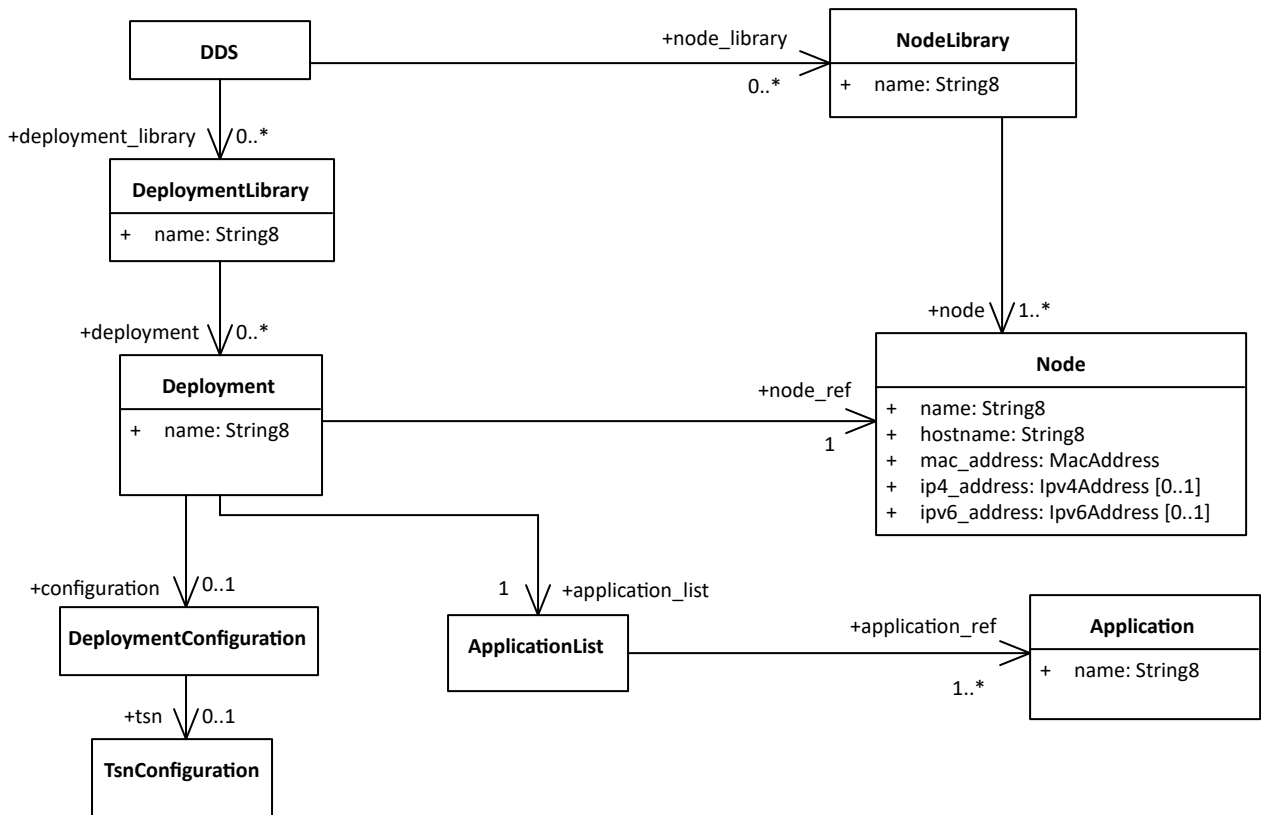 DDS
+node_library
0..*
NodeLibrary
+ name: String8
+deployment_library
0..*
DeploymentLibrary
+ name: String8
+deployment
0..*
+node
1..*
Deployment
+ name: String8
+node_ref
1
Node
+ name: String8
+ hostname: String8
+ mac_address: MacAddress
+ ip4_address: Ipv4Address [0..1]
+ ipv6_address: Ipv6Address [0..1]
+configuration
0..1
1
+application_list
DeploymentConfiguration
ApplicationList
+application_ref
1..*
Application
+ name: String8
+tsn
0..1
TsnConfiguration